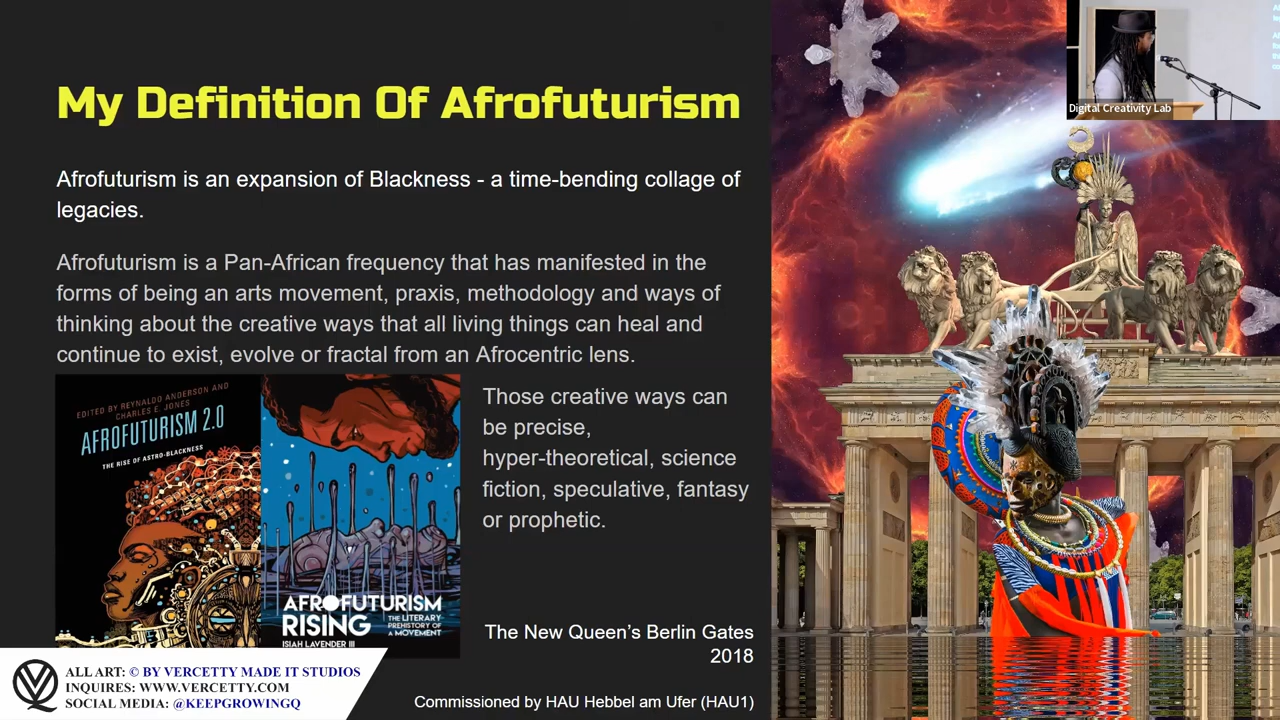 My Definition Of Afrofuturism
Afrofuturism is an expansion of Blackness - a time-bending collage of
legacies.
Afrofuturism is a Pan-African frequency that has manifested in the
forms of being an arts movement, praxis, methodology and ways of
thinking about the creative ways that all living things can heal and
continue to exist, evolve or fractal from an Afrocentric lens.
EDITED BY REYNALDO ANDERSON AND
CHARLES E. JONES
AFROFUTURISM 2.0
THE RISE OF ASTRO-BLACKNESS
AFROFUTURISM
RISING
THE LITERARY
PREHISTORY OF
A MOVEMENT
ISIAH LAVENDER III
Those creative ways can
be precise,
hyper-theoretical, science
fiction, speculative, fantasy
or prophetic.
The New Queen's Berlin Gates
2018
Commissioned by HAU Hebbel am Ufer (HAU1)
ALL ART: © BY VERCETTY MADE IT STUDIOS
INQUIRES: WWW.VERCETTY.COM
SOCIAL MEDIA: @KEEPGROWINGQ
Digital Creativity Lab